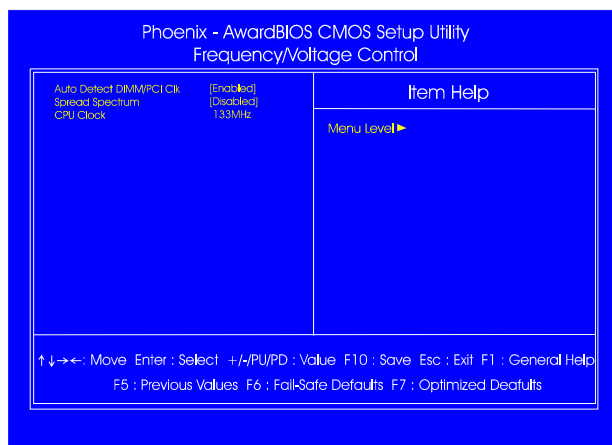 Phoenix - AwardBIOS CMOS Setup Utility
Frequency/Voltage Control
Auto Detect DIMM/PCI Clk [Enabled]
Spread Spectrum [Disabled]
CPU Clock 133MHz
Item Help
Menu Level►
↑↓→←: Move Enter : Select +/-/PU/PD : Value F10 : Save Esc : Exit F1 : General Help
F5 : Previous Values F6 : Fail-Safe Defaults F7 : Optimized Deafults